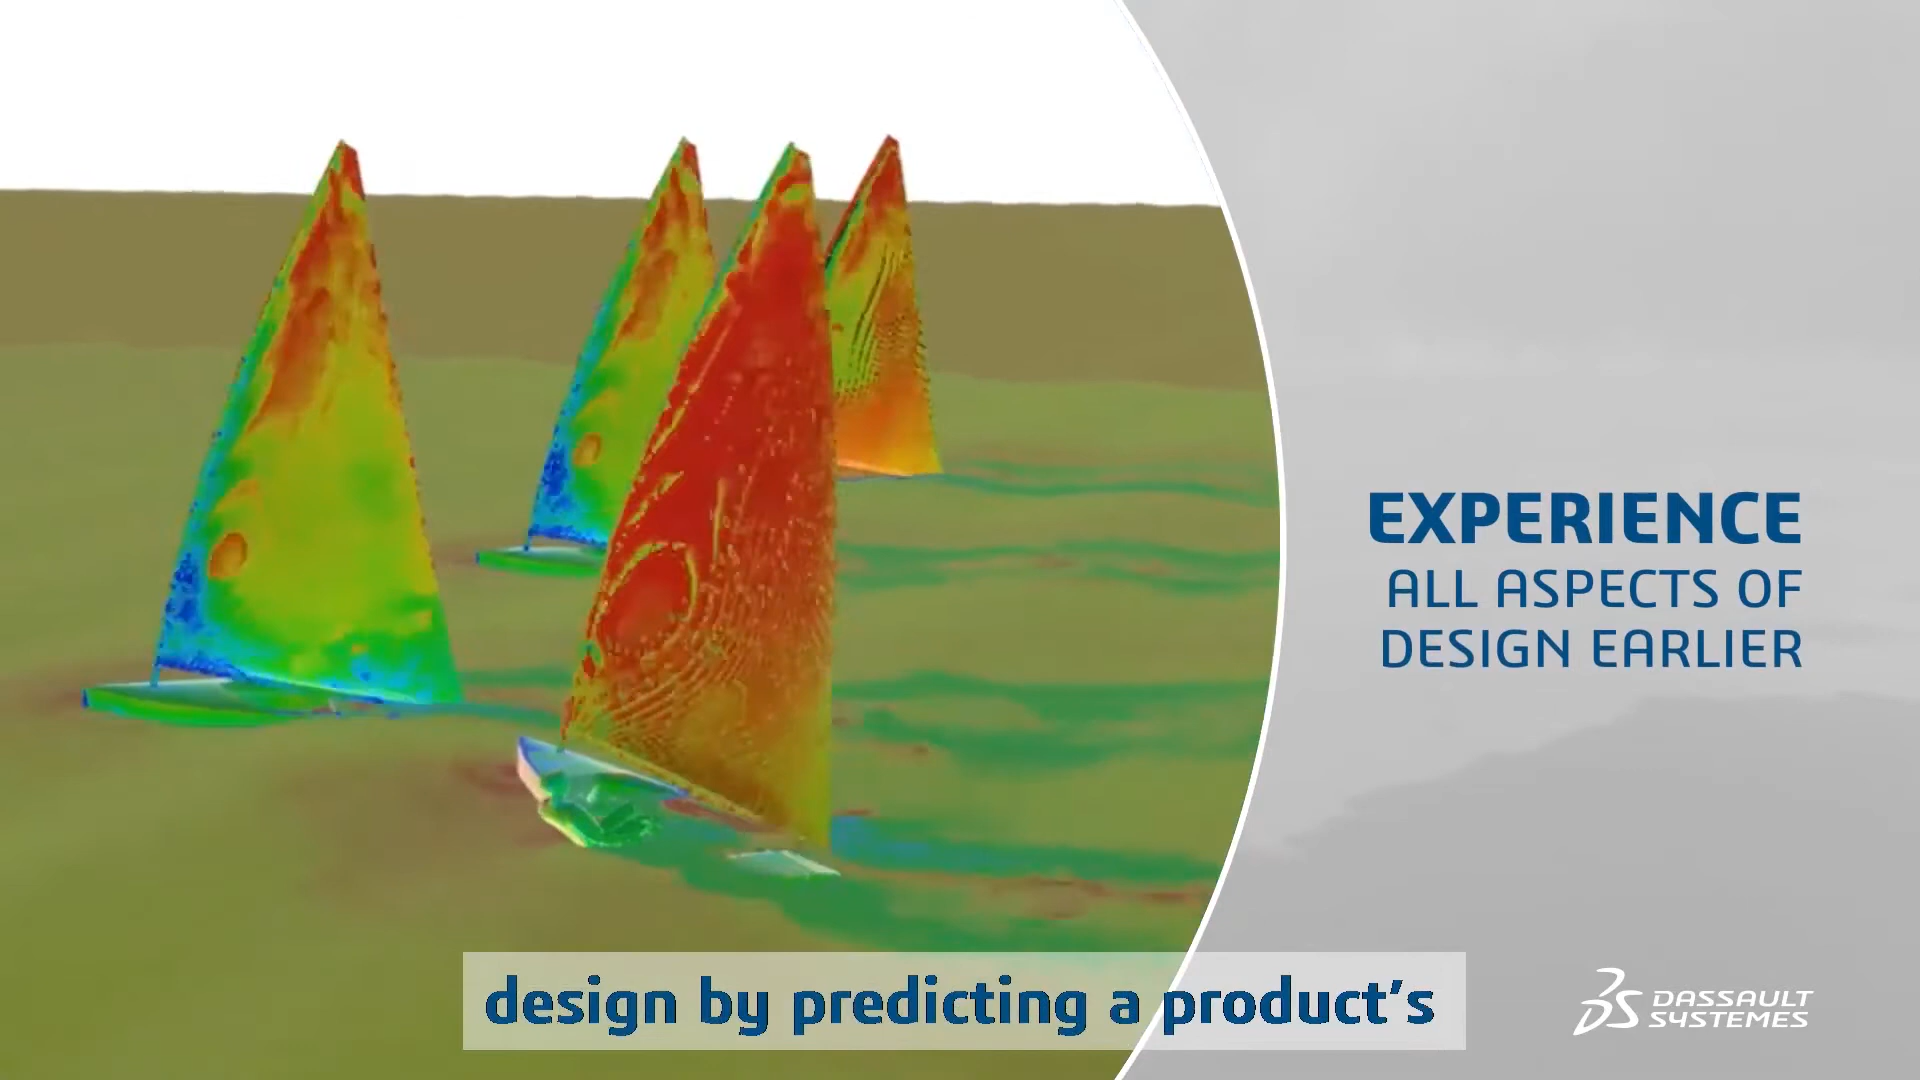 EXPERIENCE
ALL ASPECTS OF
DESIGN EARLIER
design by predicting a product's
DASSAULT
SYSTEMES